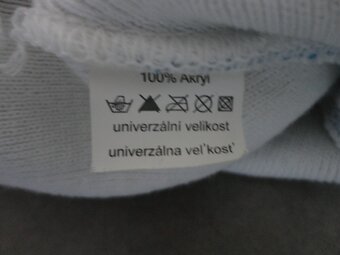 100% Akryl
univerzální velikost
univerzálna veľkosť